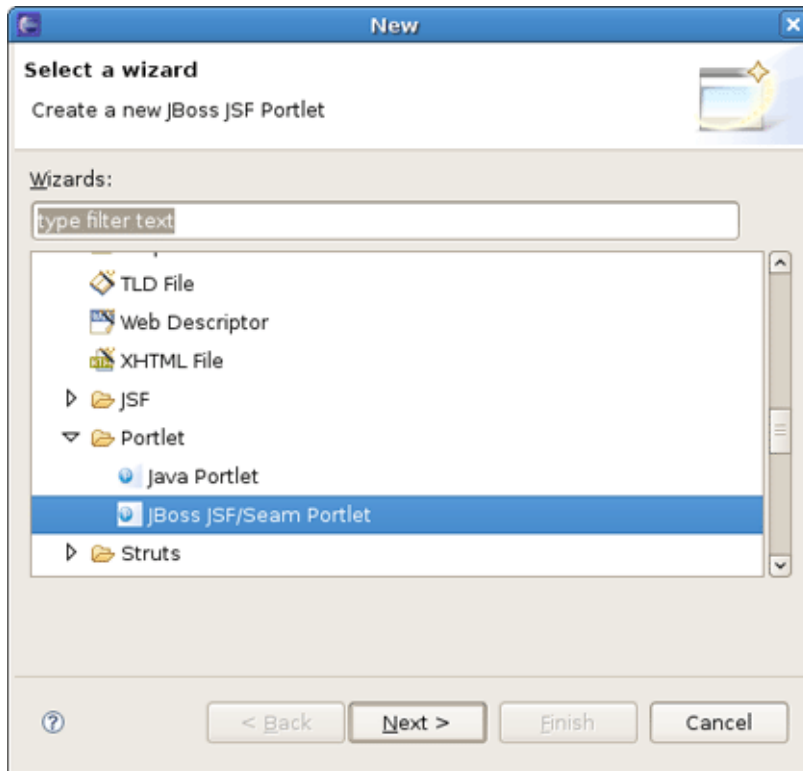 New
Select a wizard
Create a new JBoss JSF Portlet
Wizards:
type filter text
TLD File
Web Descriptor
XHTML File
JSF
Portlet
Java Portlet
JBoss JSF/Seam Portlet
Struts
< Back Next > Finish Cancel